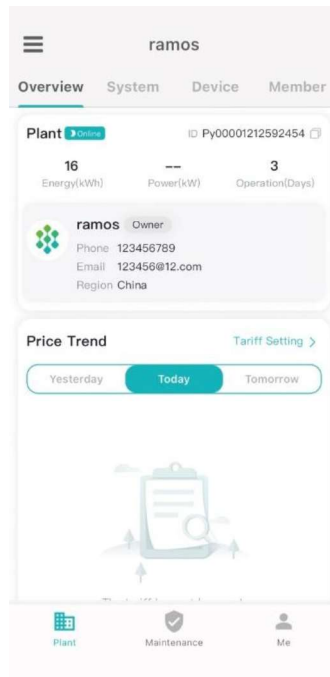 ramos
Overview System Device Member
Plant Online ID Py00001212592454
16 -- 3
Energy(kWh) Power(kW) Operation(Days)
ramos Owner
Phone 123456789
Email 123456@12.com
Region China
Price Trend Tariff Setting >
Yesterday Today Tomorrow
Plant Maintenance Me